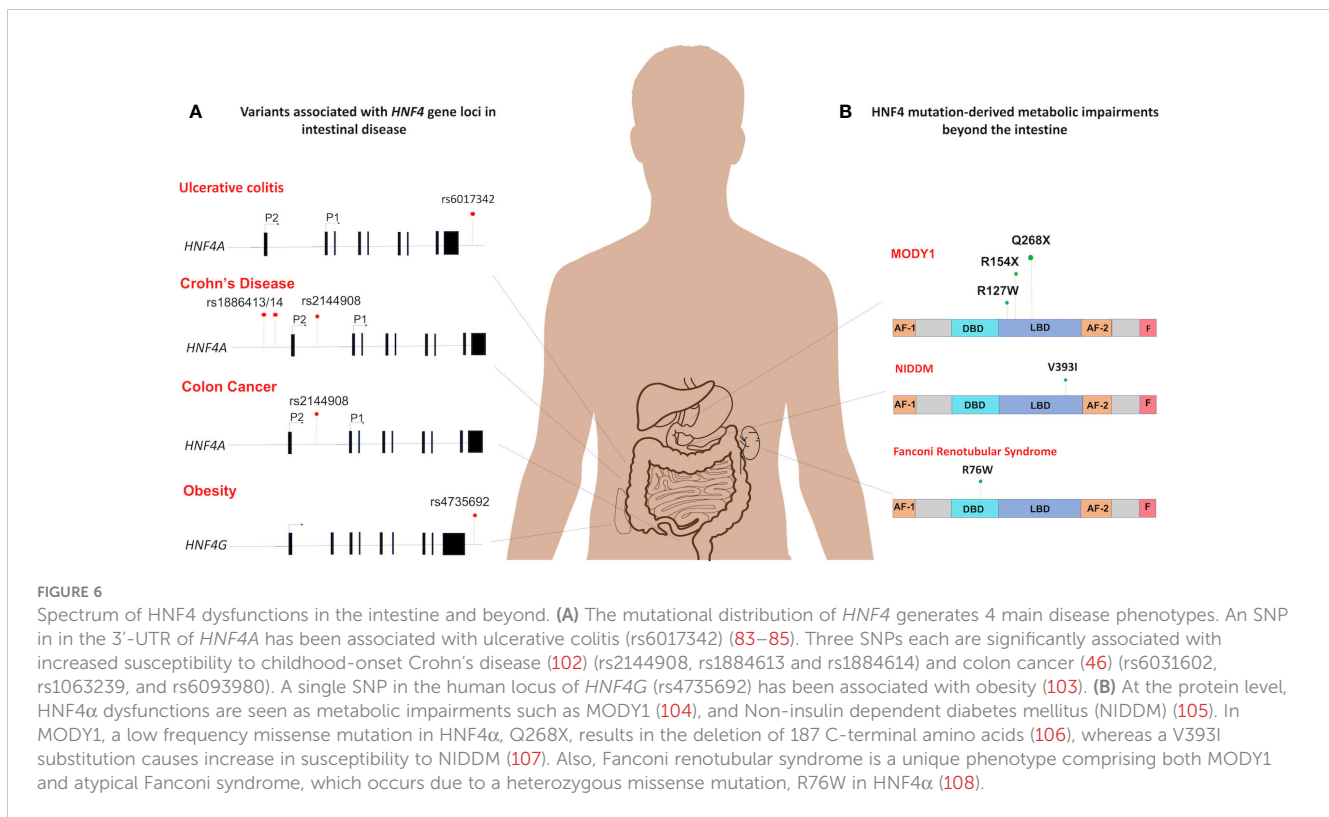 A
Variants associated with HNF4 gene loci in
intestinal disease
Ulcerative colitis
rs6017342
P2
P1
HNF4A
Crohn's Disease
rs1886413/14
rs2144908
P2
P1
HNF4A
Colon Cancer
rs2144908
P2
P1
HNF4A
Obesity
rs4735692
HNF4G
B
HNF4 mutation-derived metabolic impairments
beyond the intestine
MODY1
Q268X
R154X
R127W
AF-1 DBD LBD AF-2 F
NIDDM
V393I
AF-1 DBD LBD AF-2 F
Fanconi Renotubular Syndrome
R76W
AF-1 DBD LBD AF-2 F
FIGURE 6
Spectrum of HNF4 dysfunctions in the intestine and beyond. (A) The mutational distribution of HNF4 generates 4 main disease phenotypes. An SNP
in in the 3'-UTR of HNF4A has been associated with ulcerative colitis (rs6017342) (83–85). Three SNPs each are significantly associated with
increased susceptibility to childhood-onset Crohn's disease (102) (rs2144908, rs1884613 and rs1884614) and colon cancer (46) (rs6031602,
rs1063239, and rs6093980). A single SNP in the human locus of HNF4G (rs4735692) has been associated with obesity (103). (B) At the protein level,
HNF4α dysfunctions are seen as metabolic impairments such as MODY1 (104), and Non-insulin dependent diabetes mellitus (NIDDM) (105). In
MODY1, a low frequency missense mutation in HNF4α, Q268X, results in the deletion of 187 C-terminal amino acids (106), whereas a V393I
substitution causes increase in susceptibility to NIDDM (107). Also, Fanconi renotubular syndrome is a unique phenotype comprising both MODY1
and atypical Fanconi syndrome, which occurs due to a heterozygous missense mutation, R76W in HNF4α (108).